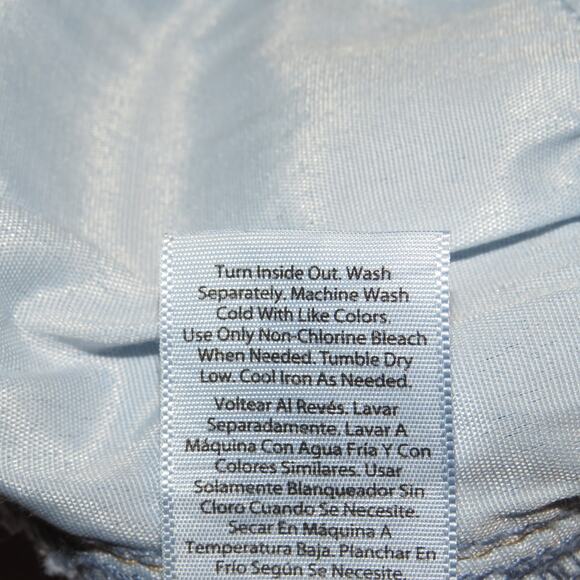 Turn Inside Out. Wash
Separately. Machine Wash
Cold With Like Colors.
Use Only Non-Chlorine Bleach
When Needed. Tumble Dry
Low. Cool Iron As Needed.
Voltear Al Revés. Lavar
Separadamente. Lavar A
Máquina Con Agua Fría Y Con
Colores Similares. Usar
Solamente Blanqueador Sin
Cloro Cuando Se Necesite.
Secar En Máquina A
Temperatura Baja. Planchar En
Frío Según Se Necesite.